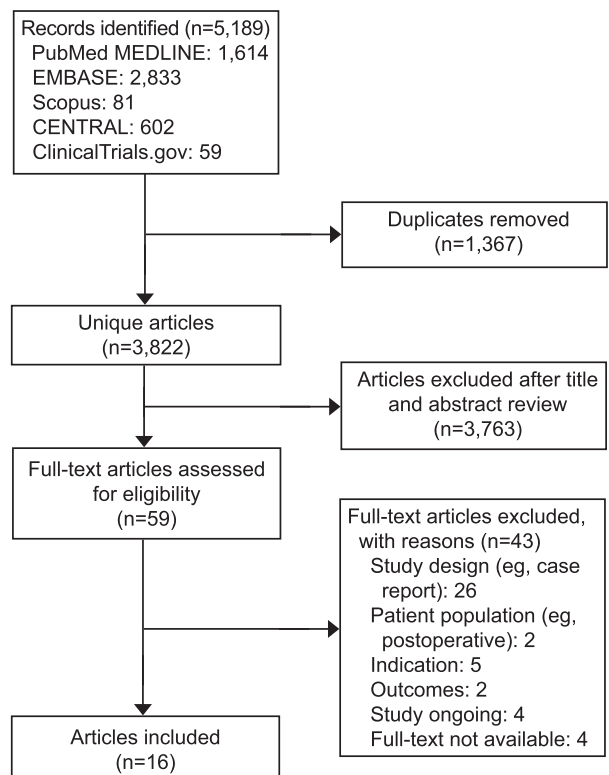 Records identified (n=5,189)
PubMed MEDLINE: 1,614
EMBASE: 2,833
Scopus: 81
CENTRAL: 602
ClinicalTrials.gov: 59
Duplicates removed
(n=1,367)
Unique articles
(n=3,822)
Articles excluded after title
and abstract review
(n=3,763)
Full-text articles assessed
for eligibility
(n=59)
Full-text articles excluded,
with reasons (n=43)
Study design (eg, case
report): 26
Patient population (eg,
postoperative): 2
Indication: 5
Outcomes: 2
Study ongoing: 4
Full-text not available: 4
Articles included
(n=16)